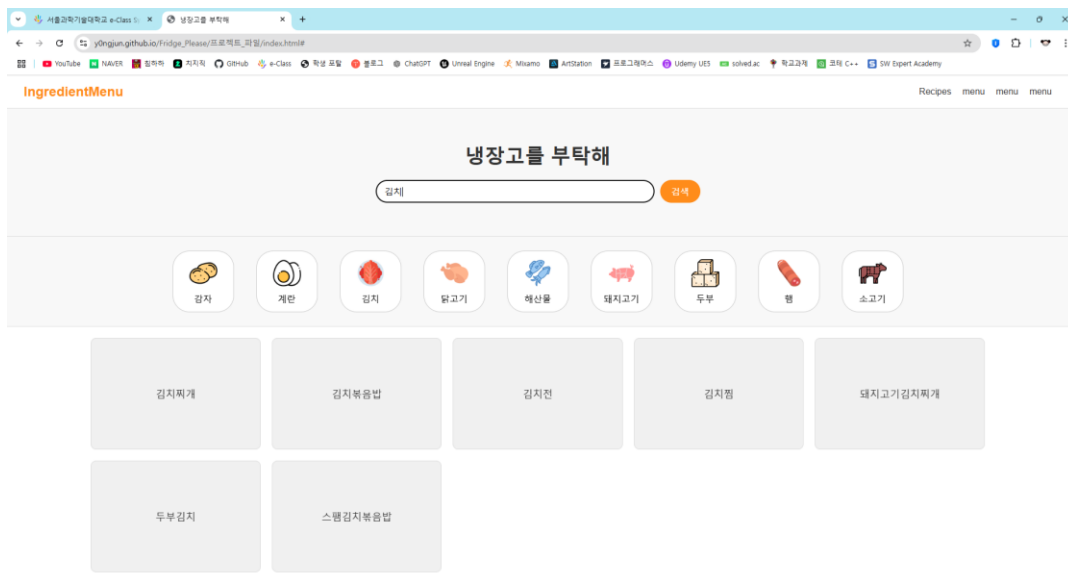 서울과학기술대학교 e-Class
냉장고를 부탁해
y0ngjun.github.io/Fridge_Please/프로젝트_파일/index.html#
YouTube NAVER 침하하 치지직 GitHub e-Class 학생 포탈 블로그 ChatGPT Unreal Engine Mixamo ArtStation 프로그래머스 Udemy UE5 solved.ac 학교과제 코테 C++ SW Expert Academy
IngredientMenu
Recipes menu menu menu
냉장고를 부탁해
김치
검색
감자 계란 김치 닭고기 해산물 돼지고기 두부 햄 소고기
김치찌개 김치볶음밥 김치전 김치찜 돼지고기김치찌개
두부김치 스팸김치볶음밥